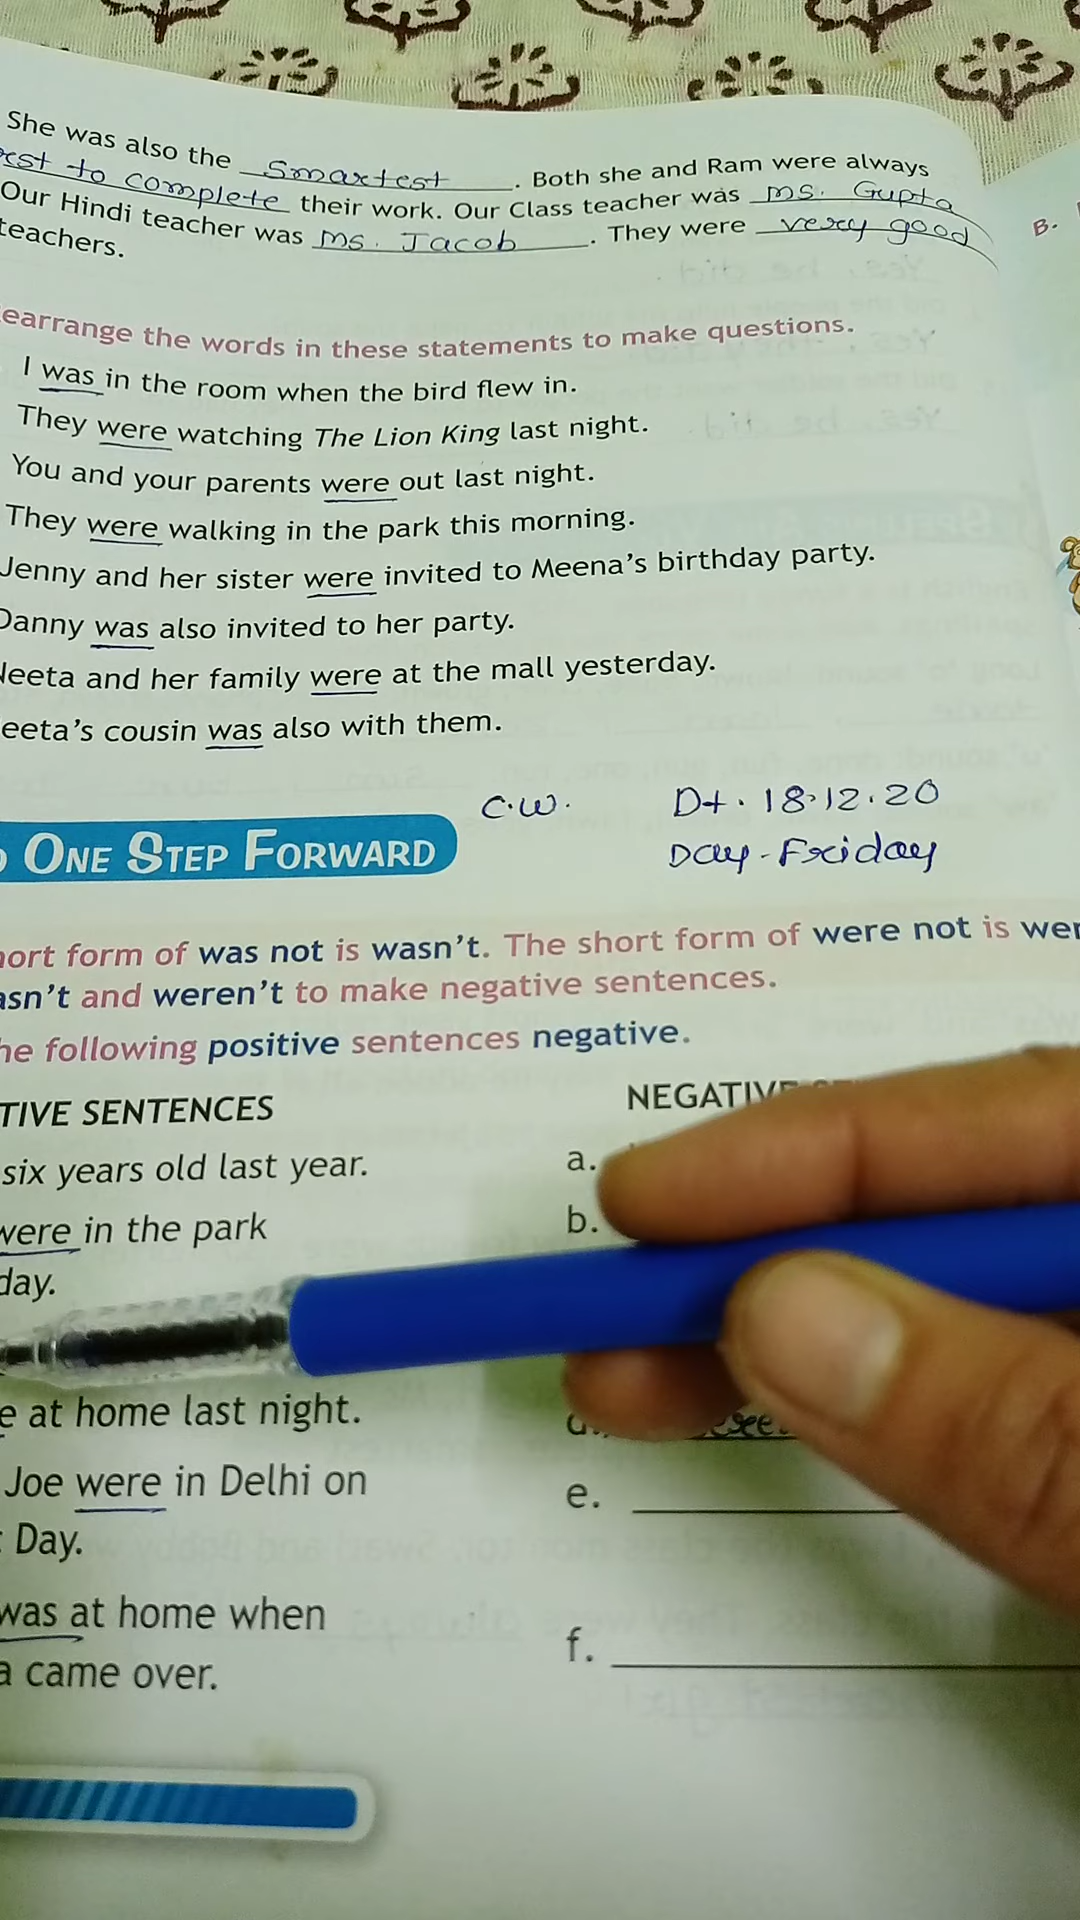 She was also the Smartest. Both she and Ram were always
to complete their work. Our Class teacher was Ms. Gupta
Our Hindi teacher was Ms. Jacob. They were very good
teachers.
B.
earrange the words in these statements to make questions.
I was in the room when the bird flew in.
They were watching The Lion King last night.
You and your parents were out last night.
They were walking in the park this morning.
Jenny and her sister were invited to Meena's birthday party.
Danny was also invited to her party.
eeta and her family were at the mall yesterday.
eeta's cousin was also with them.
C.W. Dt. 18.12.20
Day-Friday
ONE STEP FORWARD
ort form of was not is wasn't. The short form of were not is wer
asn't and weren't to make negative sentences.
he following positive sentences negative.
TIVE SENTENCES NEGATIVE
six years old last year. a.
were in the park b.
day.
e at home last night.
Joe were in Delhi on e.
Day.
was at home when
f.
a came over.